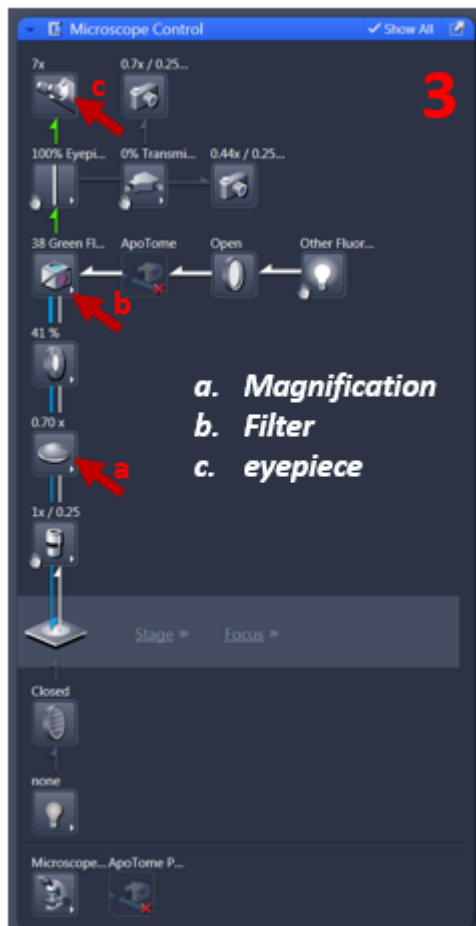 Microscope Control
Show All
3
7x
0.7x / 0.25...
c
100% Eyepi...
0% Transmi...
0.44x / 0.25...
38 Green Fl...
ApoTome
Open
Other Fluor...
b
41 %
a. Magnification
b. Filter
c. eyepiece
0.70 x
a
1x / 0.25
Stage »
Focus »
Closed
none
Microscope...
ApoTome P...